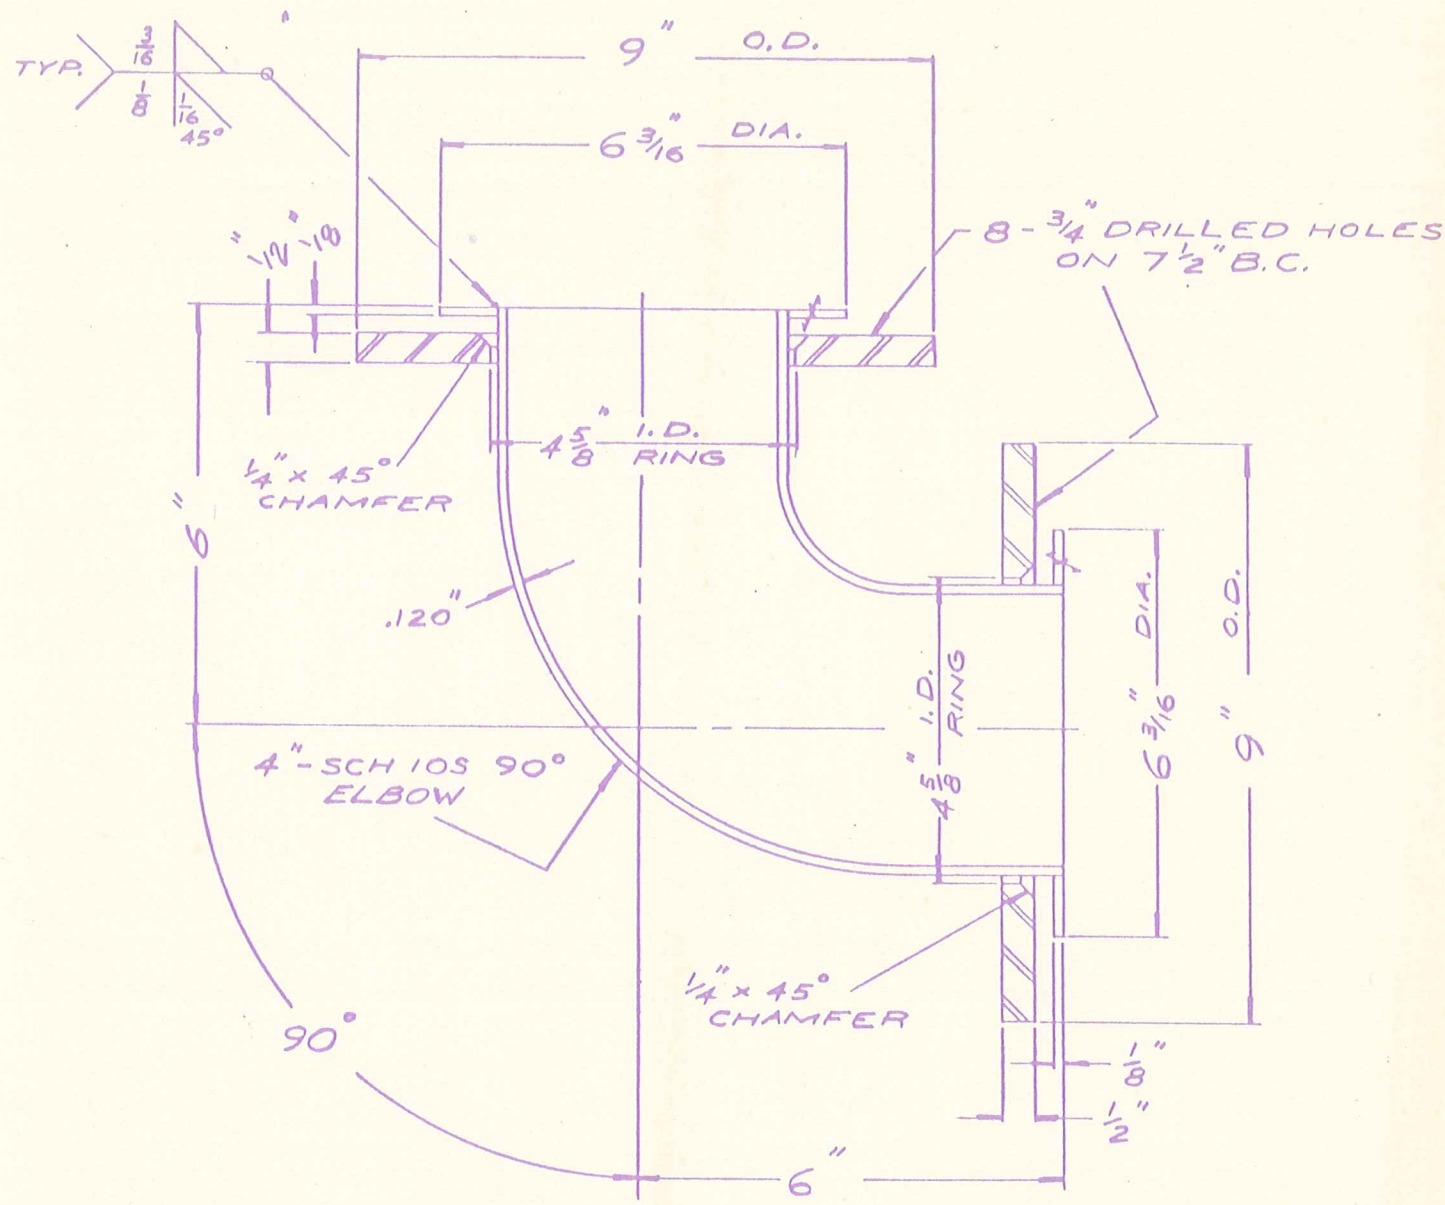 9" O.D.
TYP.
3/16
1/8
1/16
45°
6 3/16" DIA.
8 - 3/4" DRILLED HOLES
ON 7 1/2" B.C.
1/2"
1/8"
4 5/8" I.D.
RING
1/4" x 45°
CHAMFER
6"
.120"
4" - SCH 10S 90°
ELBOW
4 5/8" I.D.
RING
6 3/16" DIA.
9" O.D.
1/4" x 45°
CHAMFER
90°
1/8"
1/2"
6"